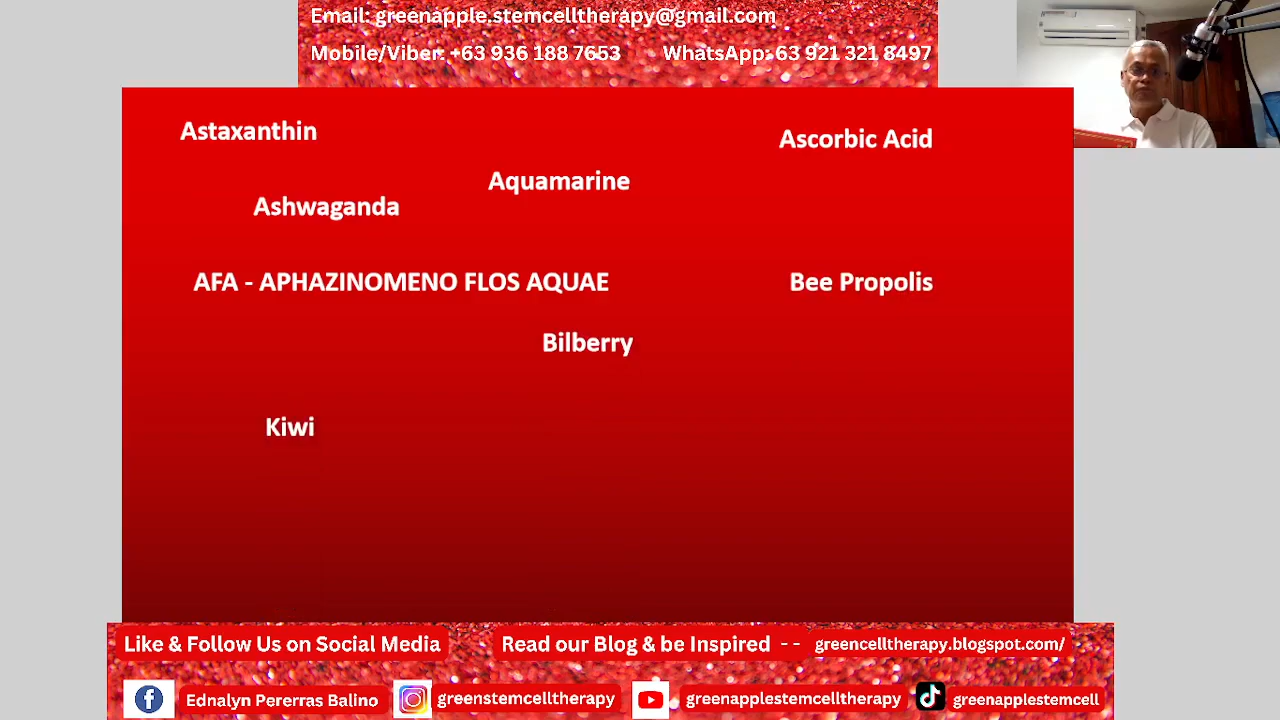 Email: greenapple.stemcelltherapy@gmail.com
Mobile/Viber: +63 936 188 7653 WhatsApp: 63 921 321 8497
Astaxanthin
Ascorbic Acid
Aquamarine
Ashwaganda
AFA - APHAZINOMENO FLOS AQUAE
Bee Propolis
Bilberry
Kiwi
Like & Follow Us on Social Media
Read our Blog & be Inspired - - greencelltherapy.blogspot.com/
Ednalyn Pererras Balino
greenstemcelltherapy
greenapplestemcelltherapy
greenapplestemcell